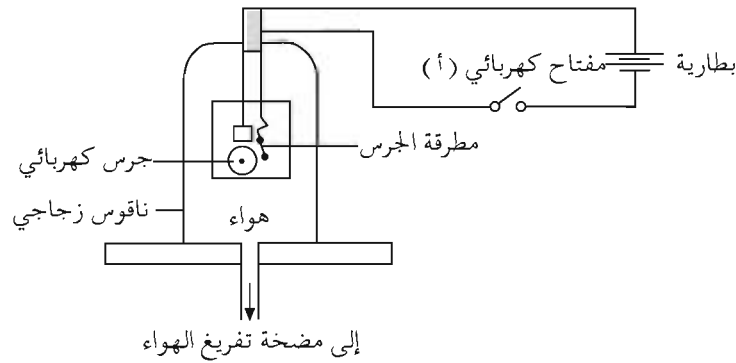 بطارية
مفتاح كهربائي (أ)
مطرقة الجرس
جرس كهربائي
ناقوس زجاجي
هواء
إلى مضخة تفريغ الهواء